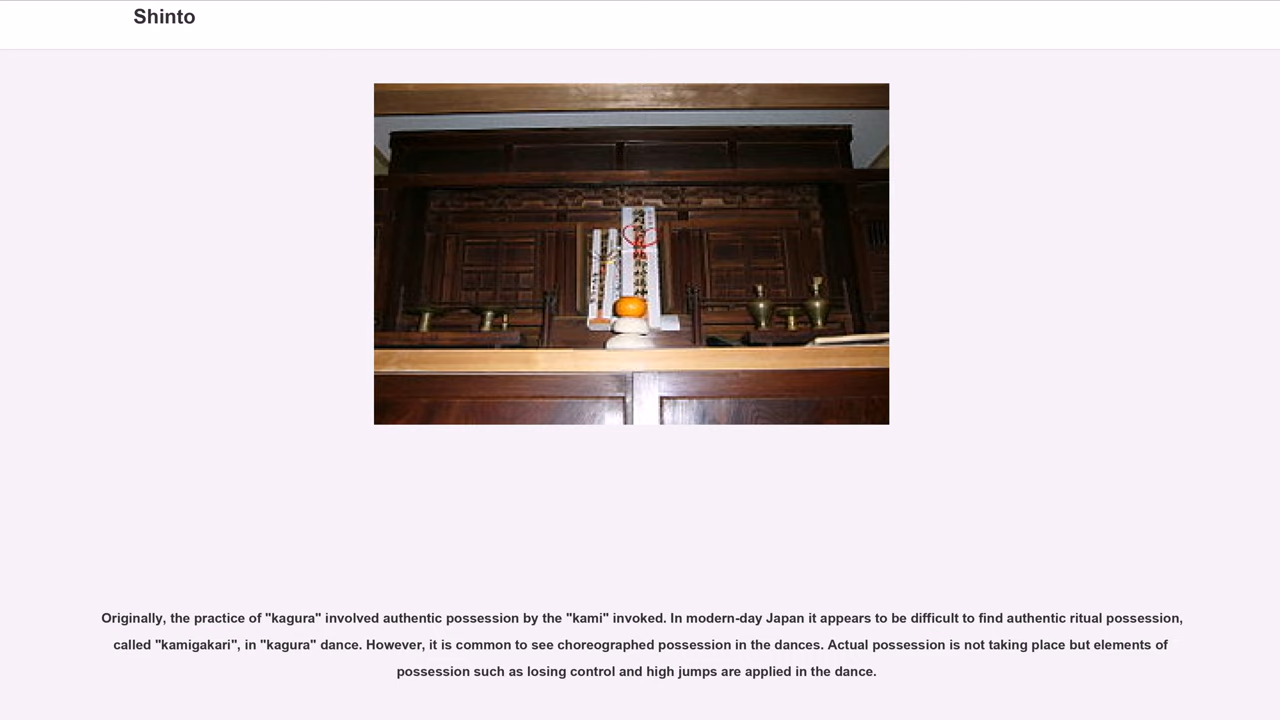 Shinto
Originally, the practice of "kagura" involved authentic possession by the "kami" invoked. In modern-day Japan it appears to be difficult to find authentic ritual possession,
called "kamigakari", in "kagura" dance. However, it is common to see choreographed possession in the dances. Actual possession is not taking place but elements of
possession such as losing control and high jumps are applied in the dance.